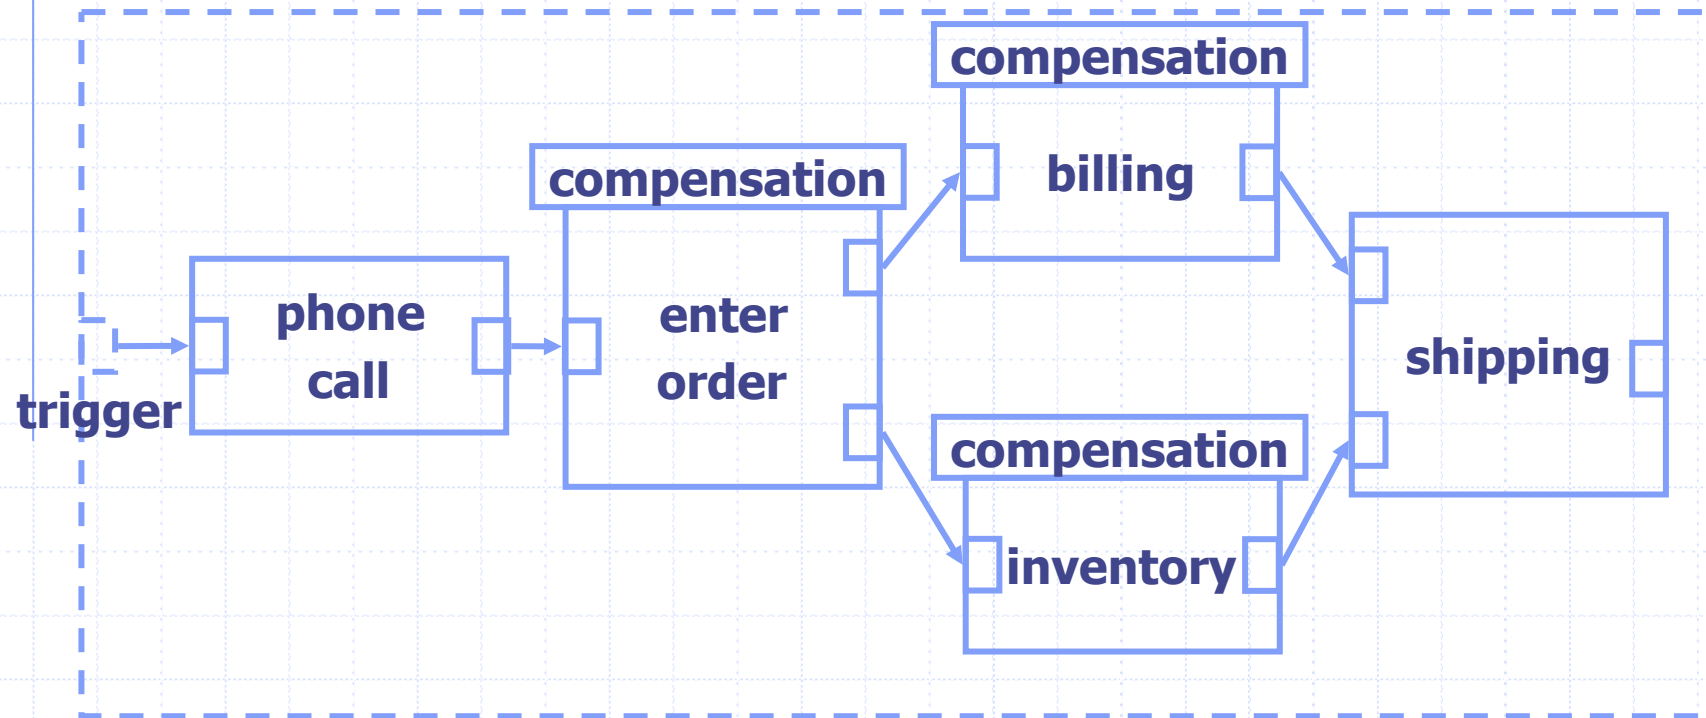 trigger
phone
call
compensation
enter
order
compensation
billing
compensation
inventory
shipping